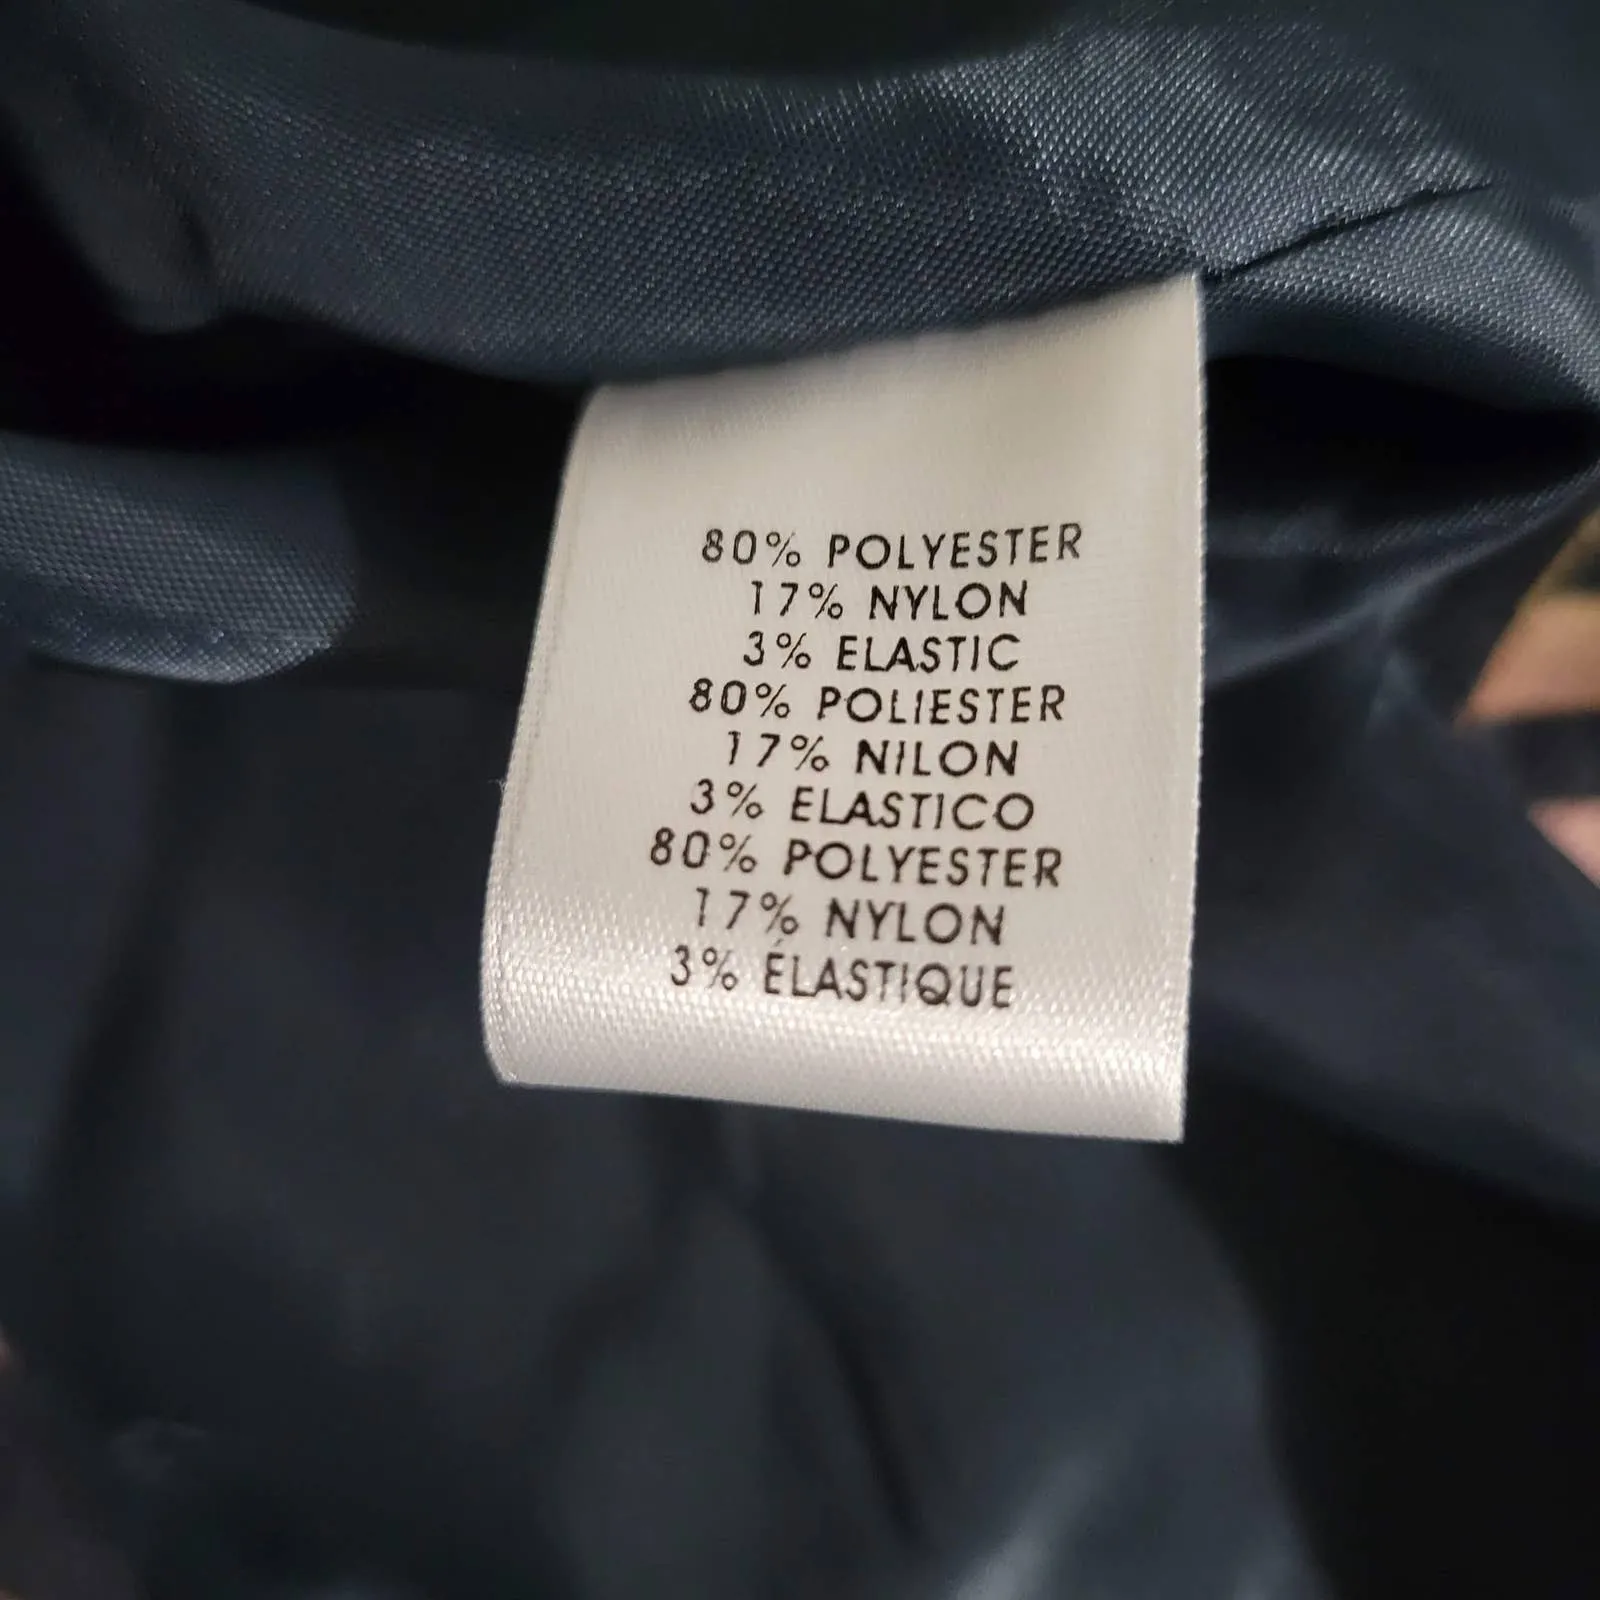 80% POLYESTER
17% NYLON
3% ELASTIC
80% POLIESTER
17% NILON
3% ELASTICO
80% POLYESTER
17% NYLON
3% ÉLASTIQUE